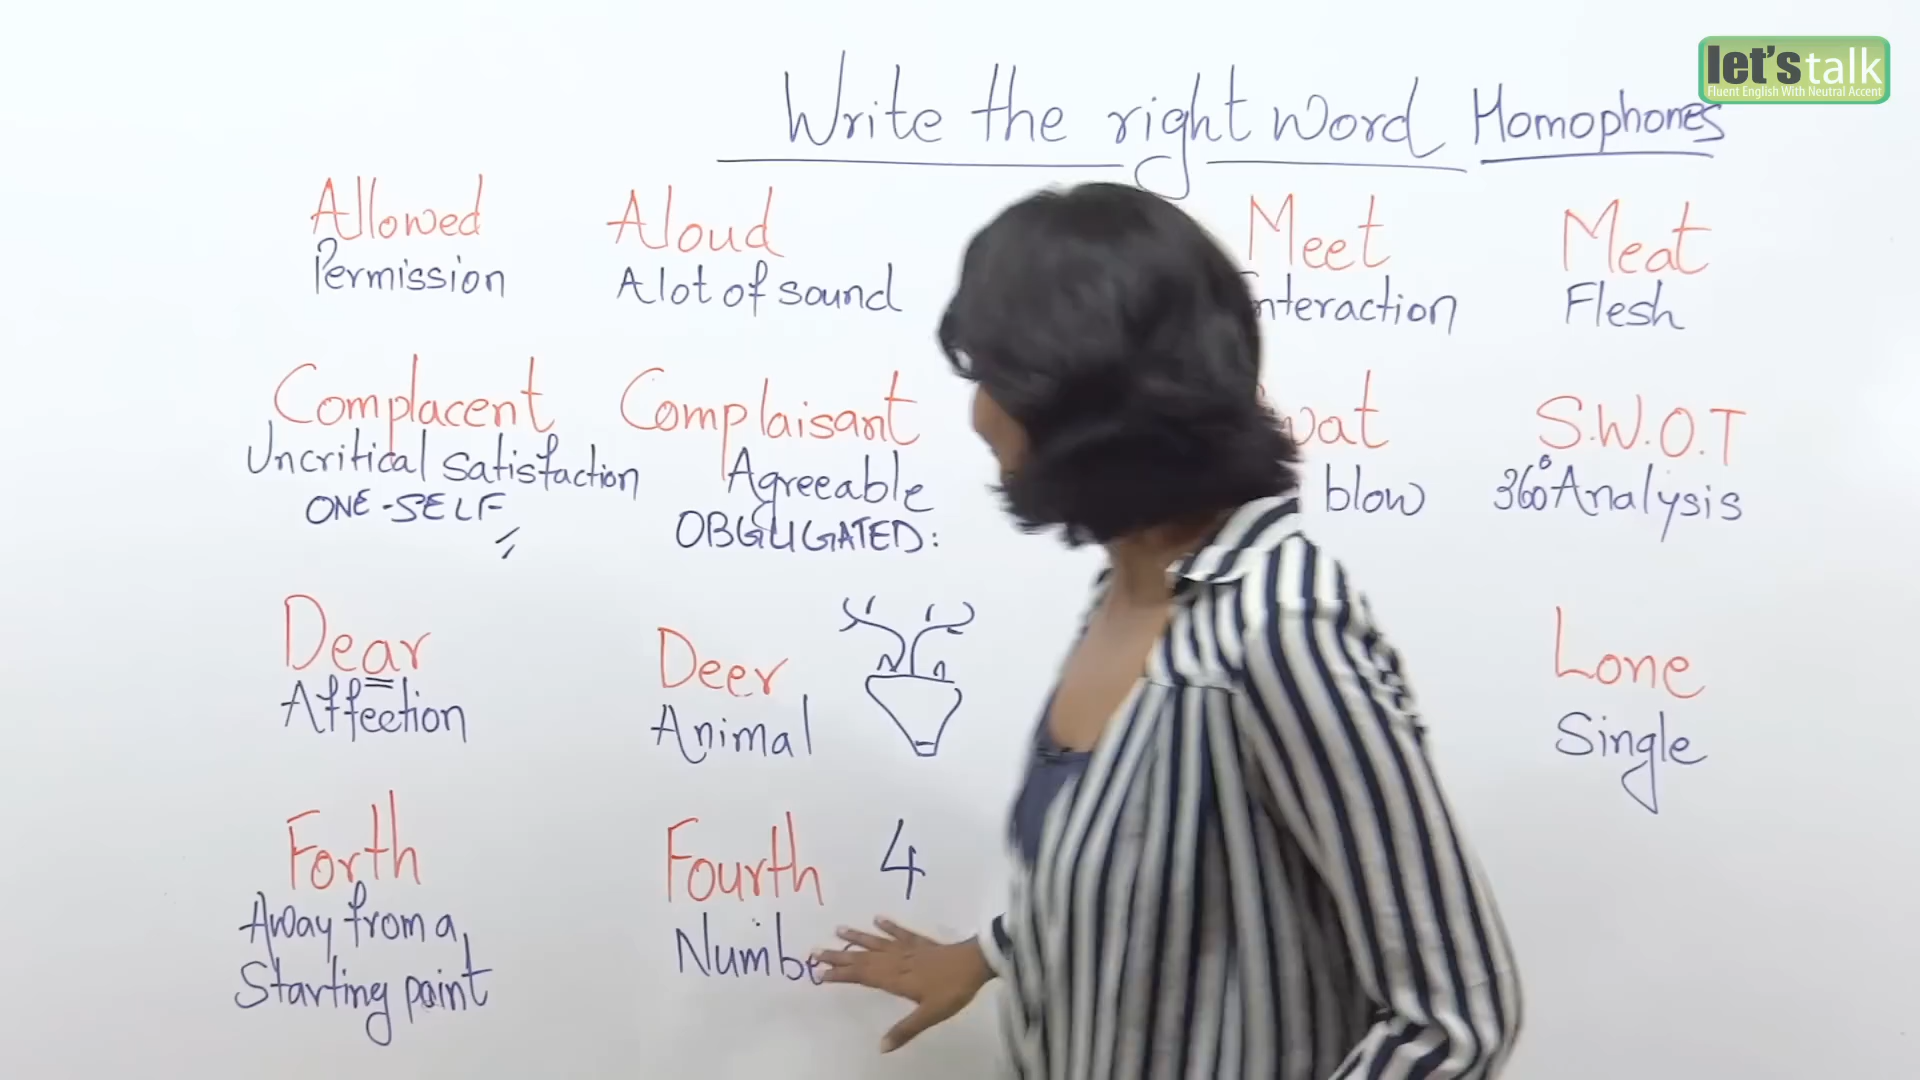 let's talk
Fluent English With Neutral Accent
Write the right word Homophones
Allowed
Permission
Aloud
A lot of sound
Meet
nteraction
Meat
Flesh
Complacent
Uncritical satisfaction
ONE-SELF
Complaisant
Agreeable
OBGLIGATED:
wat
blow
S.W.O.T
360° Analysis
Dear
Affection
Deer
Animal
Lone
Single
Forth
Away from a
Starting point
Fourth 4
Numbe